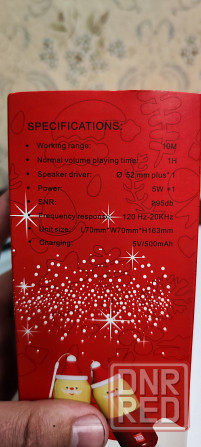 SPECIFICATIONS:
• Working range: 10M
• Normal volume playing time: 1H
• Speaker driver: Ø 52 mm plus* 1
• Power: 5W *1
• SNR: ≥95db
• Frequency response: 120 Hz-20KHz
• Unit size: L70mm*W70mm*H163mm
• Charging: 5V/500mAh
DNR
RED